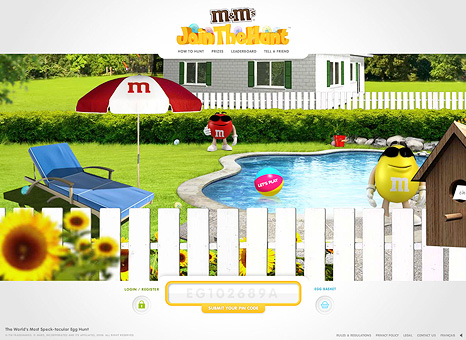 m&m's
Join The Hunt
HOW TO HUNT PRIZES LEADERBOARD TELL A FRIEND
m
m
LET'S PLAY
m
LOGIN / REGISTER
EG102689A
EGG BASKET
SUBMIT YOUR PIN CODE
The World's Most Speck-tacular Egg Hunt
RULES & REGULATIONS PRIVACY POLICY LEGAL CONTACT US FRANÇAIS